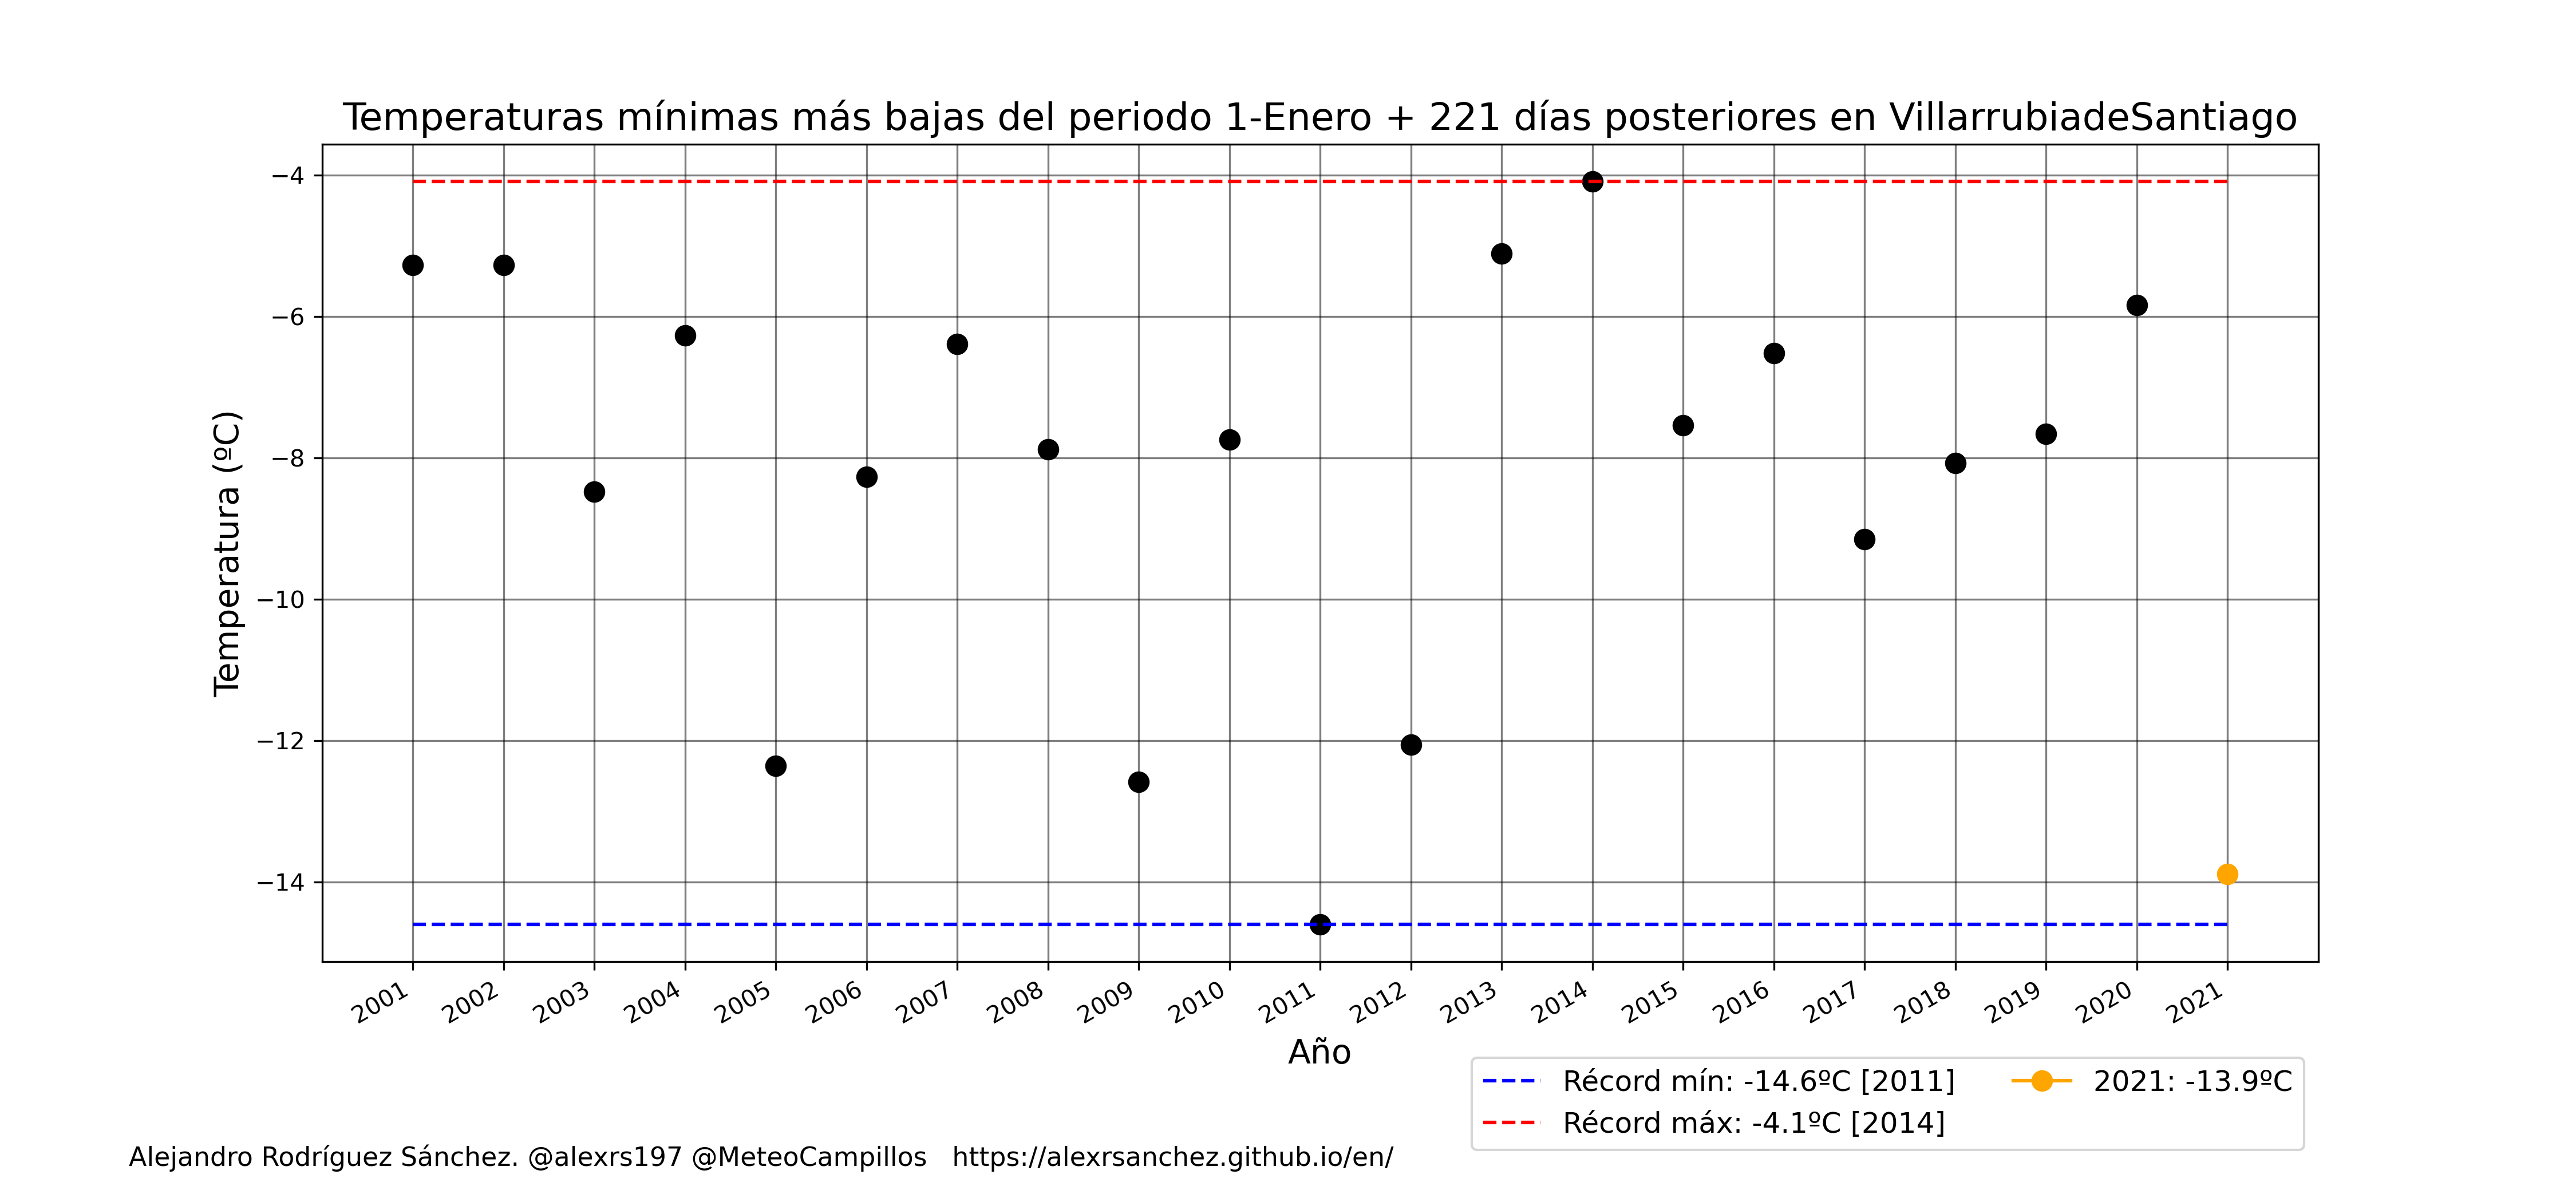 Temperaturas mínimas más bajas del periodo 1-Enero + 221 días posteriores en VillarrubiadeSantiago
Temperatura (ºC)
−4
−6
−8
−10
−12
−14
2001 2002 2003 2004 2005 2006 2007 2008 2009 2010 2011 2012 2013 2014 2015 2016 2017 2018 2019 2020 2021
Año
Récord mín: -14.6ºC [2011]
Récord máx: -4.1ºC [2014]
2021: -13.9ºC
Alejandro Rodríguez Sánchez. @alexrs197 @MeteoCampillos https://alexrsanchez.github.io/en/